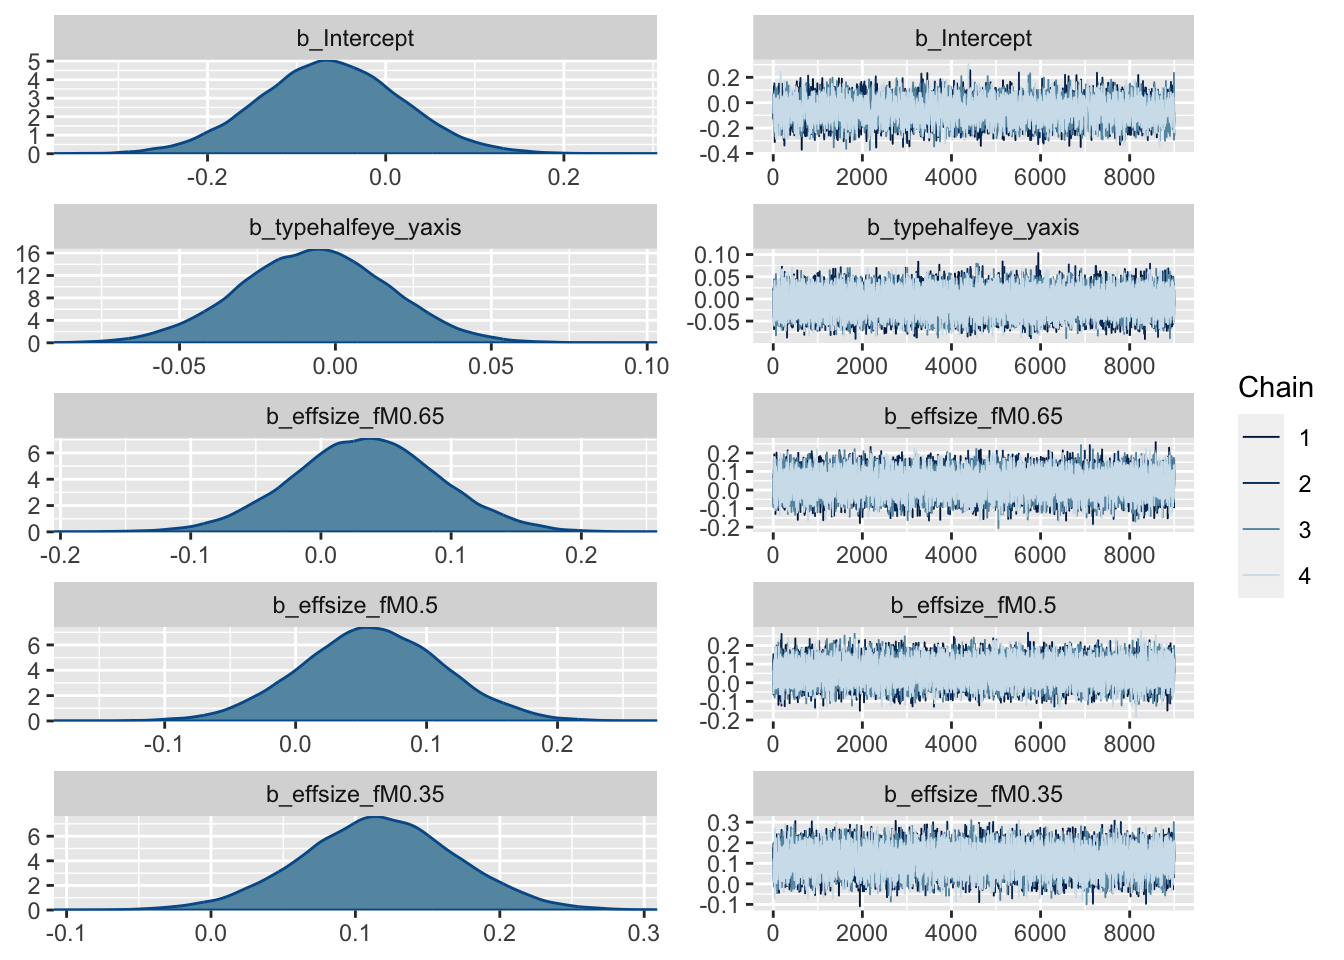 b_Intercept
5
4
3
2
1
0
-0.2 0.0 0.2
b_Intercept
0.2
0.0
-0.2
-0.4
0 2000 4000 6000 8000
b_typehalfeye_yaxis
16
12
8
4
0
-0.05 0.00 0.05 0.10
b_typehalfeye_yaxis
0.10
0.05
0.00
-0.05
0 2000 4000 6000 8000
b_effsize_fM0.65
6
4
2
0
-0.2 -0.1 0.0 0.1 0.2
b_effsize_fM0.65
0.2
0.1
0.0
-0.1
-0.2
0 2000 4000 6000 8000
b_effsize_fM0.5
6
4
2
0
-0.1 0.0 0.1 0.2
b_effsize_fM0.5
0.2
0.1
0.0
-0.1
-0.2
0 2000 4000 6000 8000
b_effsize_fM0.35
6
4
2
0
-0.1 0.0 0.1 0.2 0.3
b_effsize_fM0.35
0.3
0.2
0.1
0.0
-0.1
0 2000 4000 6000 8000
Chain
1
2
3
4